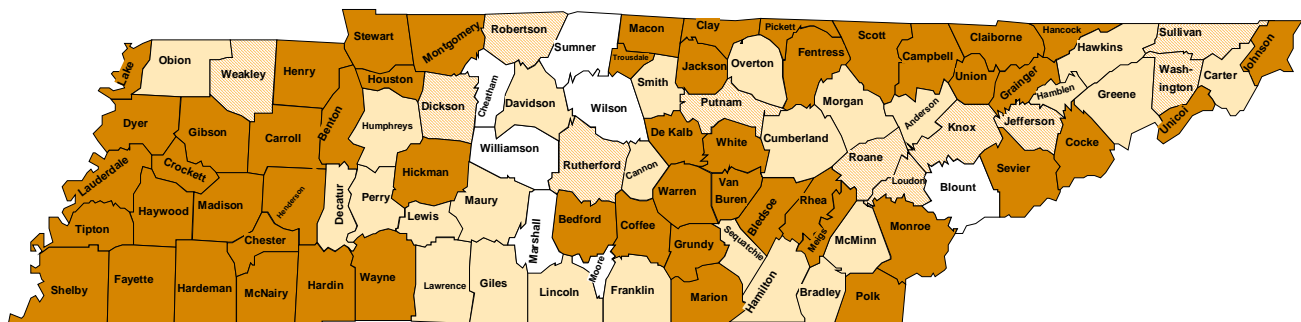 Stewart
Montgomery
Robertson
Sumner
Macon
Clay
Pickett
Fentress
Scott
Campbell
Claiborne
Hancock
Hawkins
Sullivan
Johnson
Lake
Obion
Weakley
Henry
Houston
Dickson
Cheatham
Davidson
Wilson
Trousdale
Smith
Jackson
Overton
Putnam
Morgan
Anderson
Union
Grainger
Hamblen
Greene
Wash-
ington
Carter
Unicoi
Dyer
Gibson
Carroll
Benton
Humphreys
Williamson
Rutherford
Cannon
De Kalb
White
Cumberland
Roane
Loudon
Knox
Jefferson
Cocke
Sevier
Blount
Lauderdale
Crockett
Haywood
Madison
Henderson
Decatur
Perry
Hickman
Lewis
Maury
Marshall
Bedford
Coffee
Warren
Van
Buren
Bledsoe
Rhea
Meigs
McMinn
Monroe
Tipton
Chester
Grundy
Sequatchie
Shelby
Fayette
Hardeman
McNairy
Hardin
Wayne
Lawrence
Giles
Lincoln
Moore
Franklin
Marion
Hamilton
Bradley
Polk